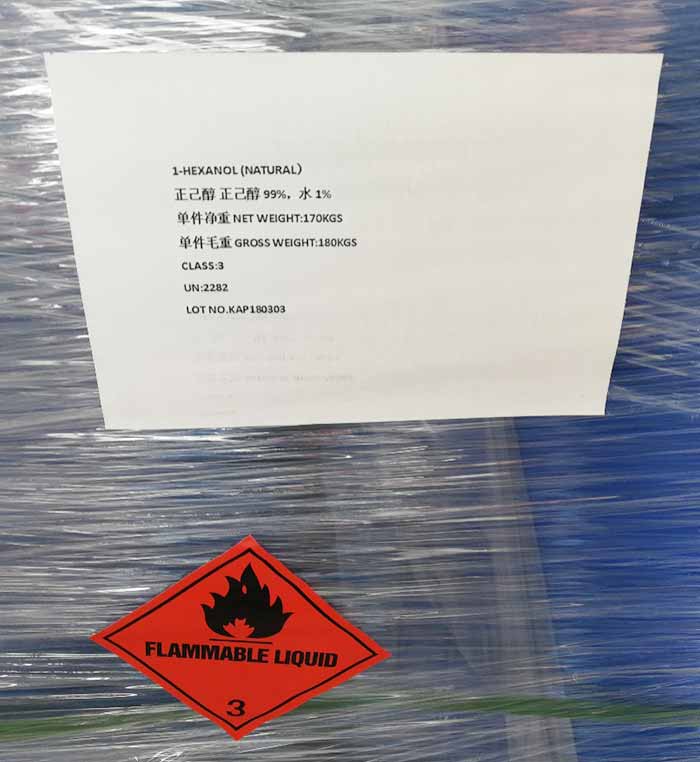 1-HEXANOL (NATURAL）
正己醇 正己醇 99%，水 1%
单件净重 NET WEIGHT:170KGS
单件毛重 GROSS WEIGHT:180KGS
CLASS:3
UN:2282
LOT NO.KAP180303
FLAMMABLE LIQUID
3